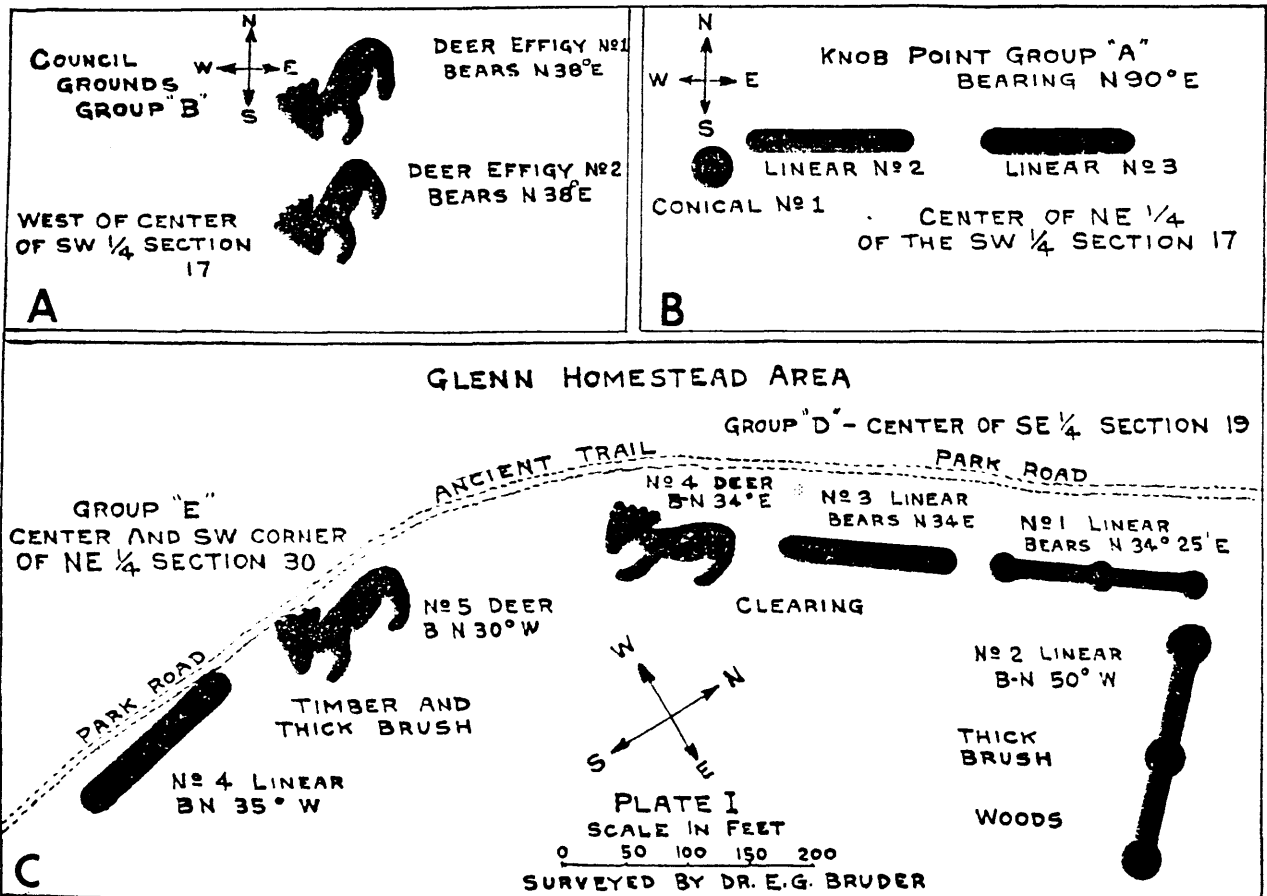 COUNCIL
GROUNDS
GROUP "B"
N
W E
S
DEER EFFIGY No1
BEARS N38°E
DEER EFFIGY No2
BEARS N38°E
WEST OF CENTER
OF SW 1/4 SECTION
17
A
N
W E
S
KNOB POINT GROUP "A"
BEARING N90°E
LINEAR No2
LINEAR No3
CONICAL No1
CENTER OF NE 1/4
OF THE SW 1/4 SECTION 17
B
GLENN HOMESTEAD AREA
GROUP "D" - CENTER OF SE 1/4 SECTION 19
ANCIENT TRAIL
PARK ROAD
GROUP "E"
CENTER AND SW CORNER
OF NE 1/4 SECTION 30
No4 DEER
B-N 34°E
No3 LINEAR
BEARS N34E
No1 LINEAR
BEARS N 34° 25' E
CLEARING
No5 DEER
B N 30° W
No2 LINEAR
B-N 50° W
PARK ROAD
TIMBER AND
THICK BRUSH
W N
S E
THICK
BRUSH
No 4 LINEAR
BN 35° W
WOODS
PLATE I
SCALE IN FEET
0 50 100 150 200
SURVEYED BY DR. E.G. BRUDER
C